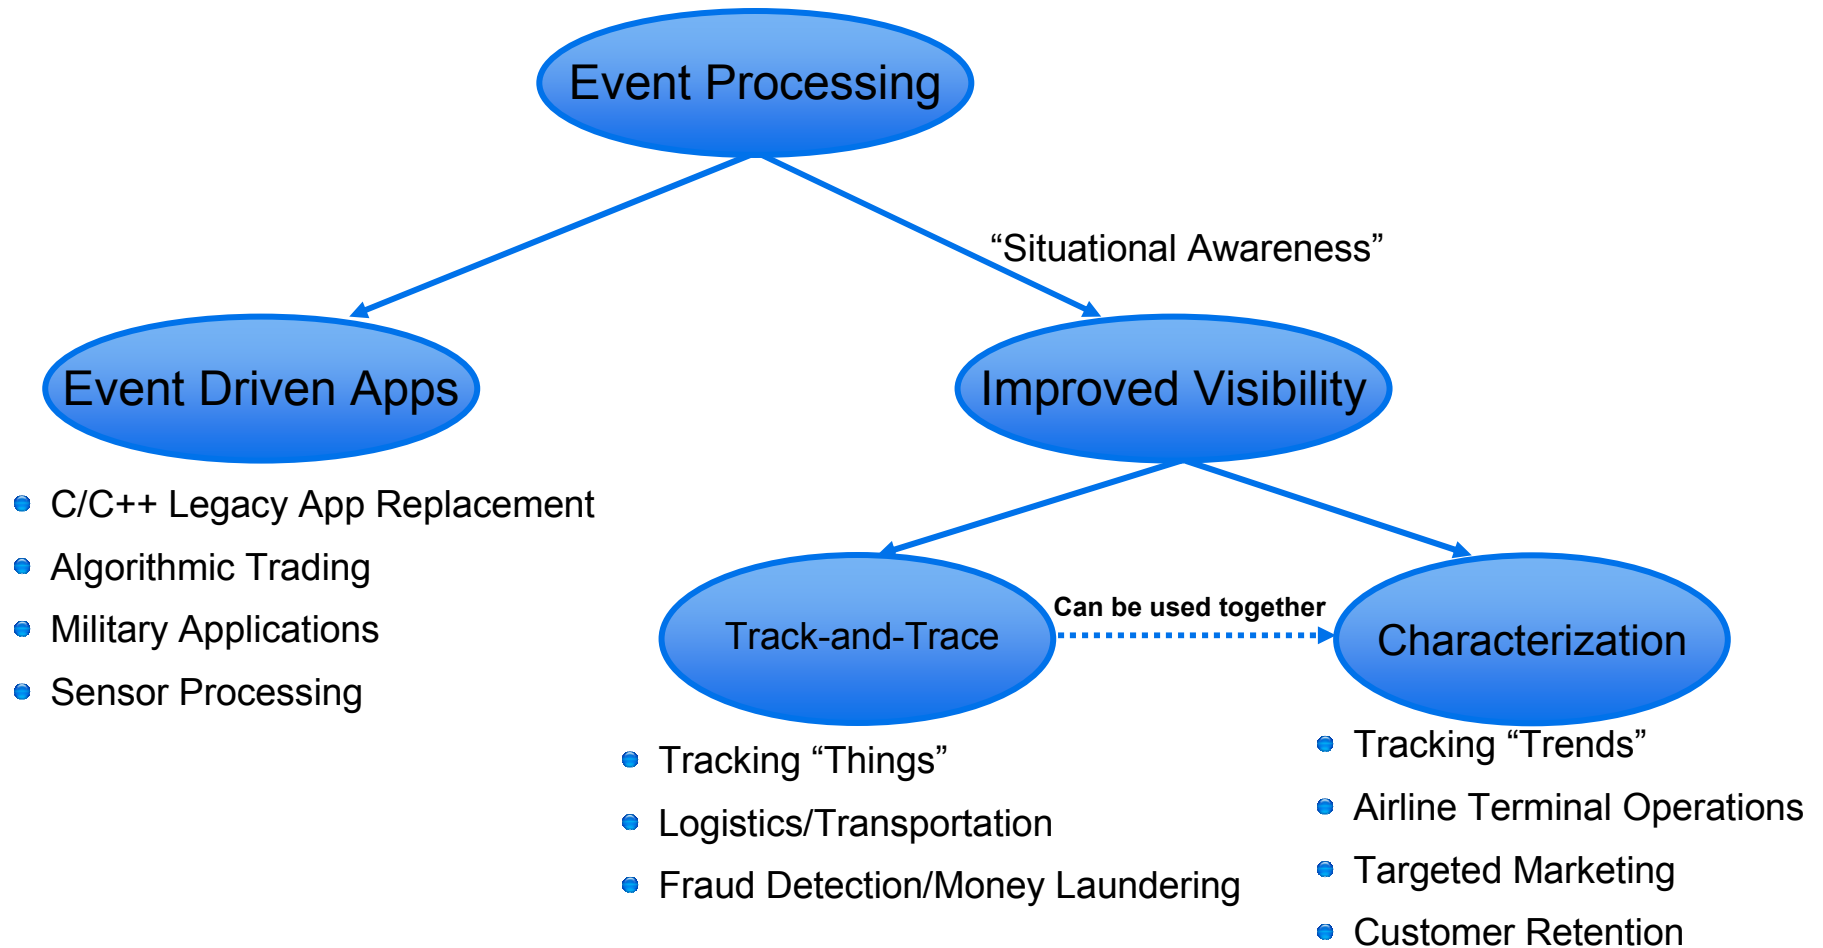 Event Processing
“Situational Awareness”
Event Driven Apps
Improved Visibility
C/C++ Legacy App Replacement
Algorithmic Trading
Military Applications
Sensor Processing
Can be used together
Track-and-Trace
Characterization
Tracking “Things”
Logistics/Transportation
Fraud Detection/Money Laundering
Tracking “Trends”
Airline Terminal Operations
Targeted Marketing
Customer Retention